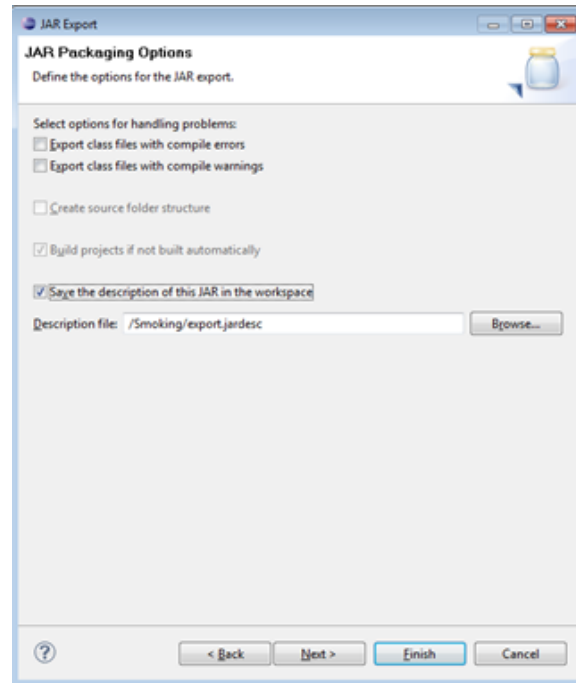 JAR Export
JAR Packaging Options
Define the options for the JAR export.
Select options for handling problems:
Export class files with compile errors
Export class files with compile warnings
Create source folder structure
Build projects if not built automatically
Save the description of this JAR in the workspace
Description file: /Smoking/export.jardesc Browse...
? < Back Next > Finish Cancel